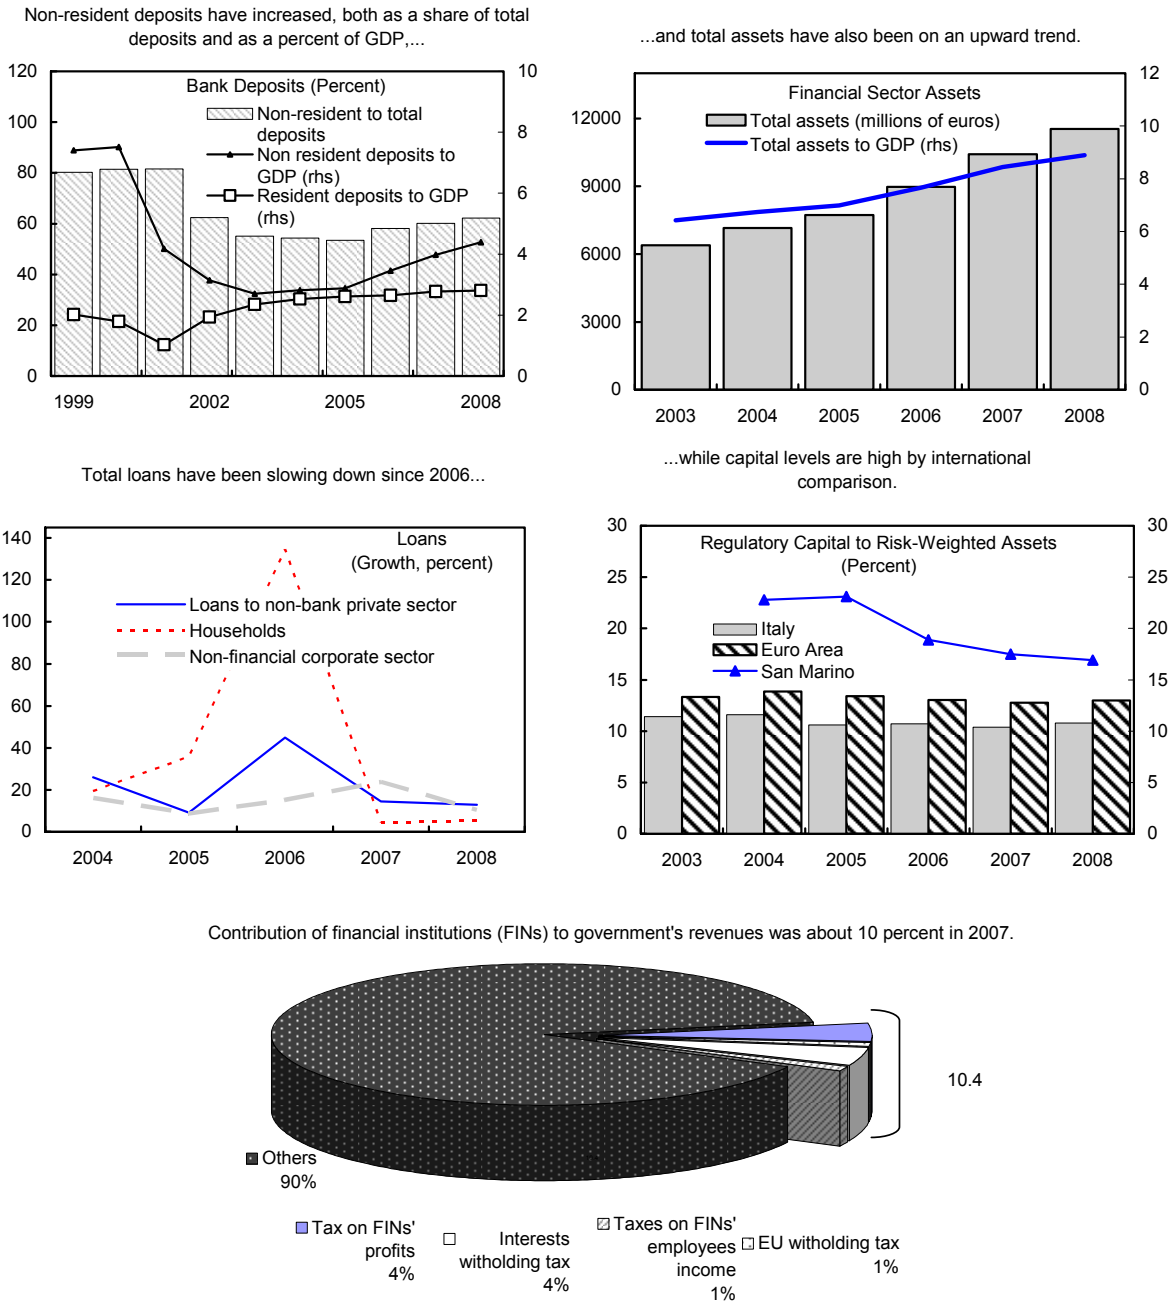 Non-resident deposits have increased, both as a share of total
deposits and as a percent of GDP,...
120
100
80
60
40
20
0
10
8
6
4
2
0
Bank Deposits (Percent)
Non-resident to total
deposits
Non resident deposits to
GDP (rhs)
Resident deposits to GDP
(rhs)
1999
2002
2005
2008
...and total assets have also been on an upward trend.
12000
9000
6000
3000
0
12
10
8
6
4
2
0
Financial Sector Assets
Total assets (millions of euros)
Total assets to GDP (rhs)
2003
2004
2005
2006
2007
2008
Total loans have been slowing down since 2006...
140
120
100
80
60
40
20
0
Loans
(Growth, percent)
Loans to non-bank private sector
Households
Non-financial corporate sector
2004
2005
2006
2007
2008
...while capital levels are high by international
comparison.
30
25
20
15
10
5
0
30
25
20
15
10
5
0
Regulatory Capital to Risk-Weighted Assets
(Percent)
Italy
Euro Area
San Marino
2003
2004
2005
2006
2007
2008
Contribution of financial institutions (FINs) to government's revenues was about 10 percent in 2007.
10.4
Others
90%
Tax on FINs'
profits
4%
Interests
witholding tax
4%
Taxes on FINs'
employees
income
1%
EU witholding tax
1%